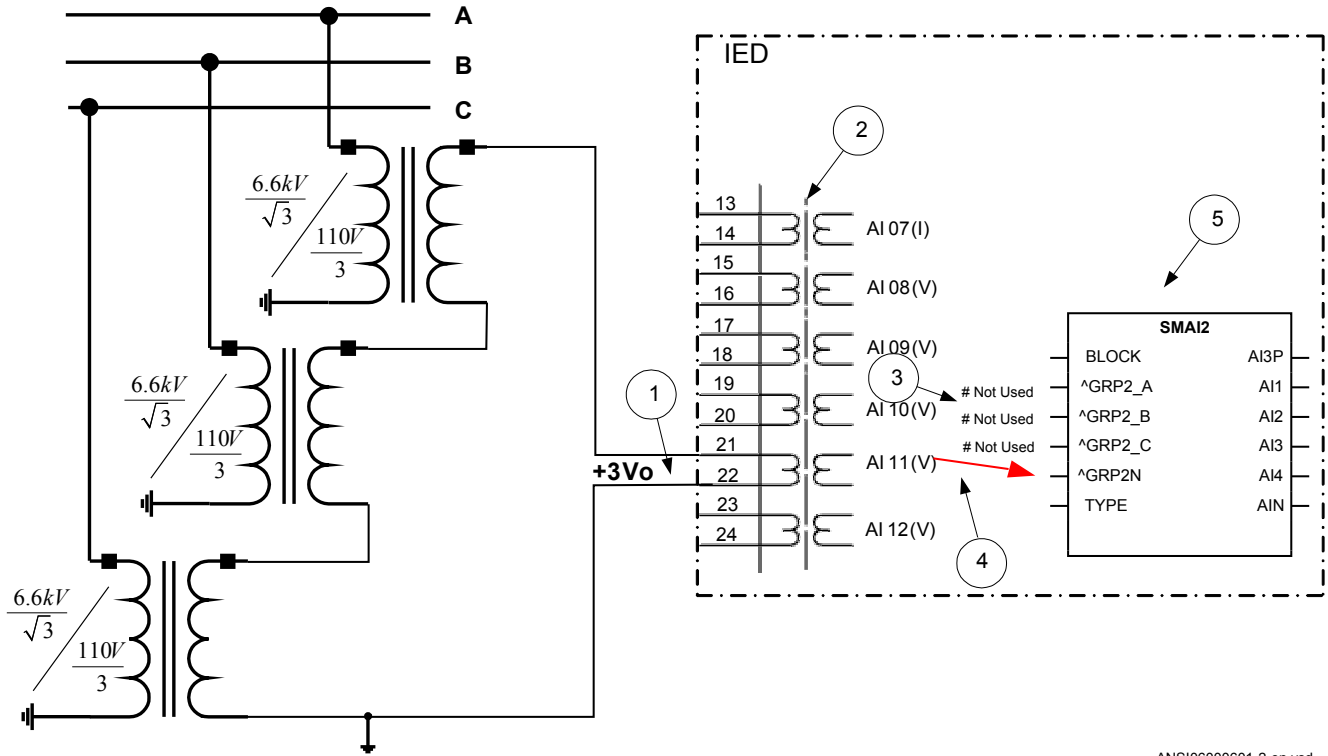 A
B
C
6.6kV
√3
110V
3
6.6kV
√3
110V
3
6.6kV
√3
110V
3
+3Vo
1
IED
2
13
14
AI 07(I)
15
16
AI 08(V)
17
18
AI 09(V)
19
20
AI 10(V)
21
22
AI 11(V)
23
24
AI 12(V)
3
# Not Used
# Not Used
# Not Used
4
5
SMAI2
BLOCK AI3P
^GRP2_A AI1
^GRP2_B AI2
^GRP2_C AI3
^GRP2N AI4
TYPE AIN